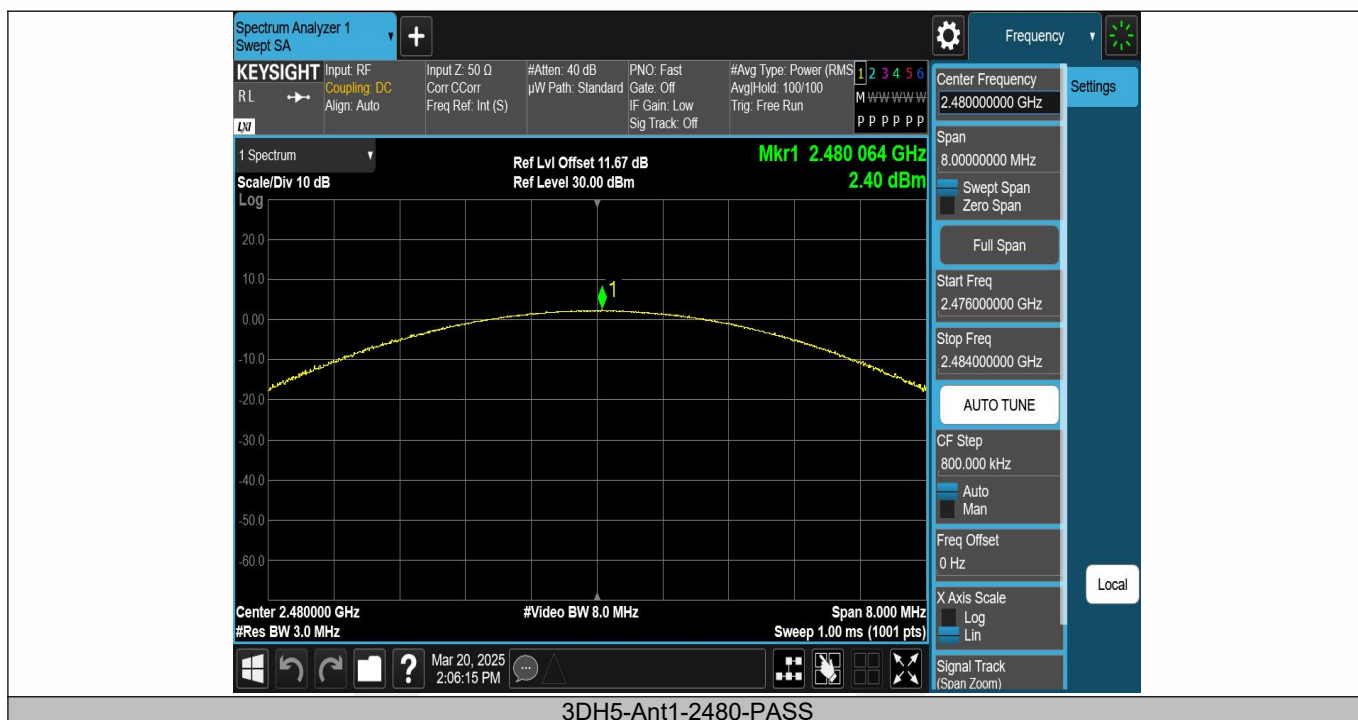 Spectrum Analyzer 1
Swept SA
Frequency
KEYSIGHT
RL
LXI
Input: RF
Coupling: DC
Align: Auto
Input Z: 50 Ω
Corr CCorr
Freq Ref: Int (S)
#Atten: 40 dB
µW Path: Standard
PNO: Fast
Gate: Off
IF Gain: Low
Sig Track: Off
#Avg Type: Power (RMS
Avg|Hold: 100/100
Trig: Free Run
1 2 3 4 5 6
M W W W W W
P P P P P P
1 Spectrum
Scale/Div 10 dB
Log
Ref Lvl Offset 11.67 dB
Ref Level 30.00 dBm
Mkr1 2.480 064 GHz
2.40 dBm
20.0
10.0
1
0.00
-10.0
-20.0
-30.0
-40.0
-50.0
-60.0
Center 2.480000 GHz
#Video BW 8.0 MHz
Span 8.000 MHz
#Res BW 3.0 MHz
Sweep 1.00 ms (1001 pts)
Center Frequency
2.480000000 GHz
Settings
Span
8.00000000 MHz
Swept Span
Zero Span
Full Span
Start Freq
2.476000000 GHz
Stop Freq
2.484000000 GHz
AUTO TUNE
CF Step
800.000 kHz
Auto
Man
Freq Offset
0 Hz
Local
X Axis Scale
Log
Lin
Signal Track
(Span Zoom)
?
Mar 20, 2025
2:06:15 PM
3DH5-Ant1-2480-PASS